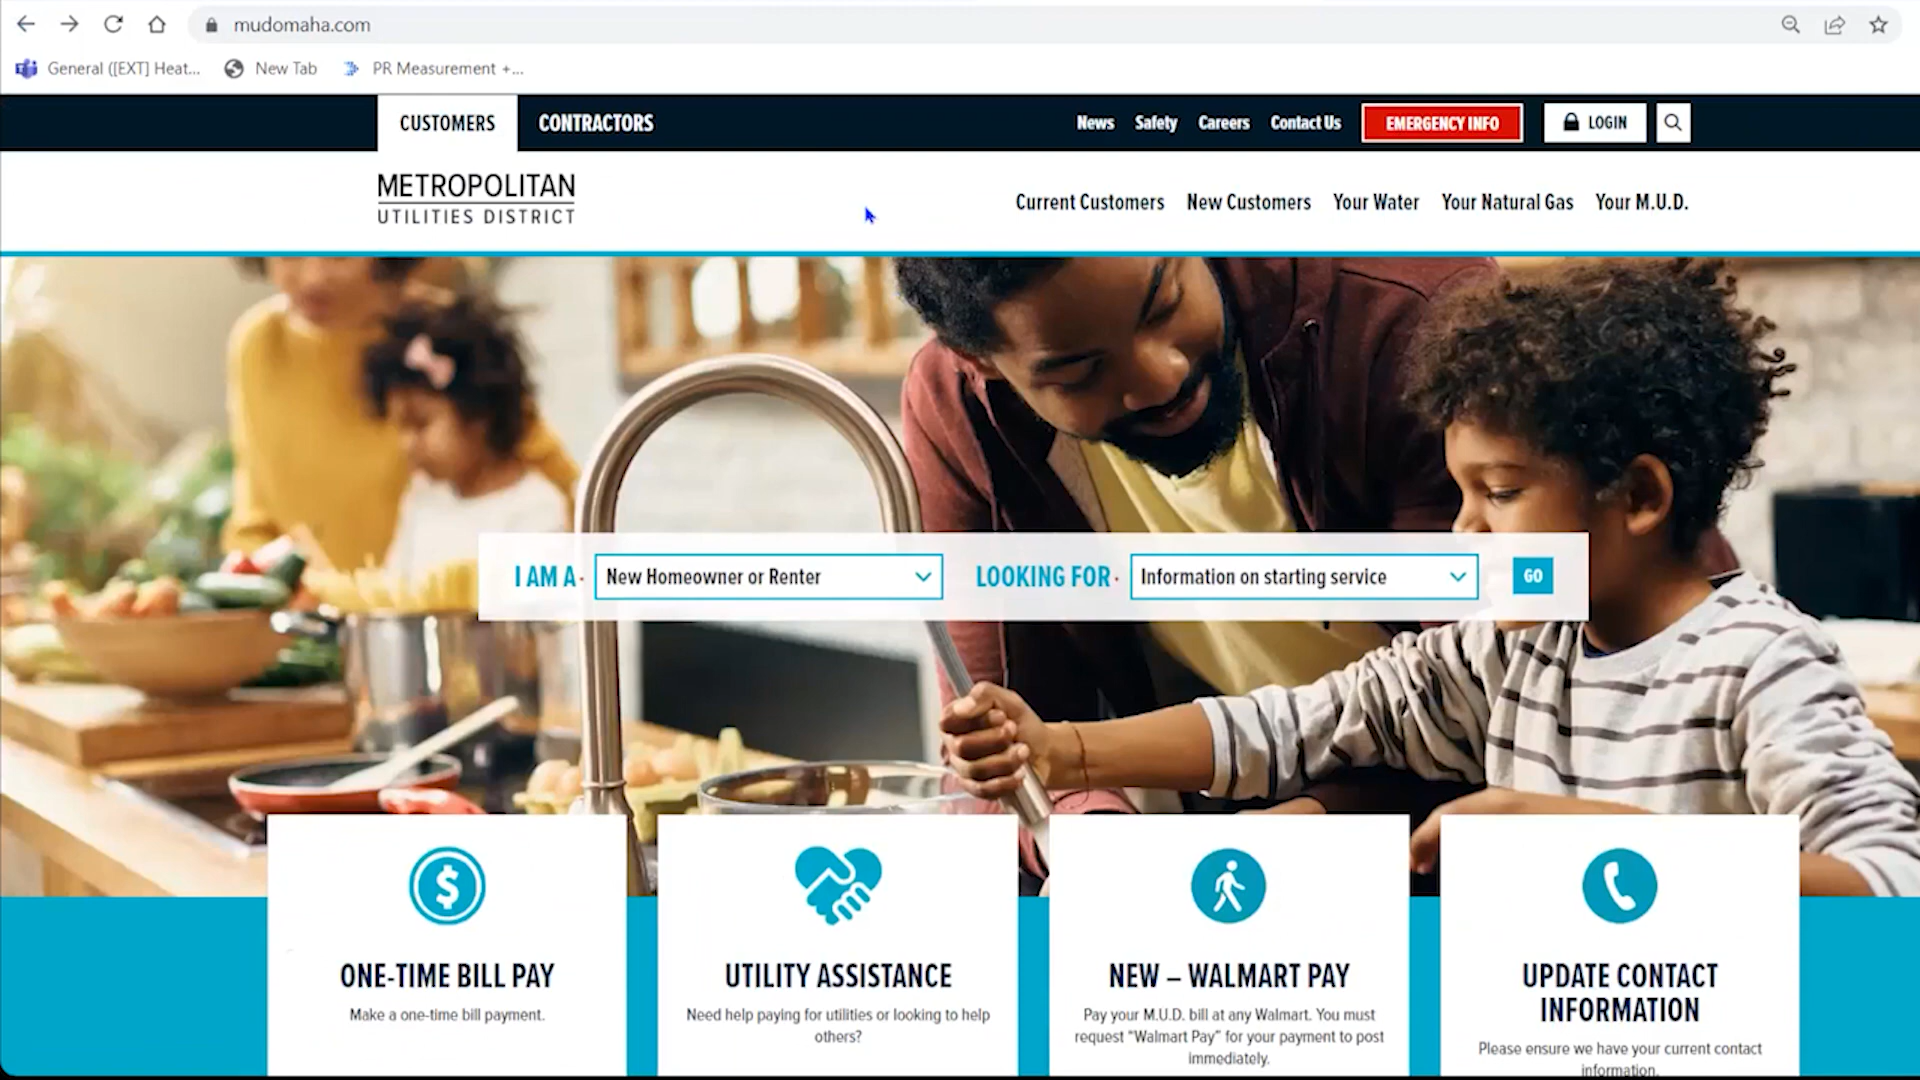 mudomaha.com
General ([EXT] Heat...
New Tab
PR Measurement +...
CUSTOMERS
CONTRACTORS
News
Safety
Careers
Contact Us
EMERGENCY INFO
LOGIN
METROPOLITAN
UTILITIES DISTRICT
Current Customers
New Customers
Your Water
Your Natural Gas
Your M.U.D.
I AM A
New Homeowner or Renter
LOOKING FOR
Information on starting service
GO
$
ONE-TIME BILL PAY
Make a one-time bill payment.
UTILITY ASSISTANCE
Need help paying for utilities or looking to help
others?
NEW – WALMART PAY
Pay your M.U.D. bill at any Walmart. You must
request “Walmart Pay” for your payment to post
immediately.
UPDATE CONTACT
INFORMATION
Please ensure we have your current contact
information.